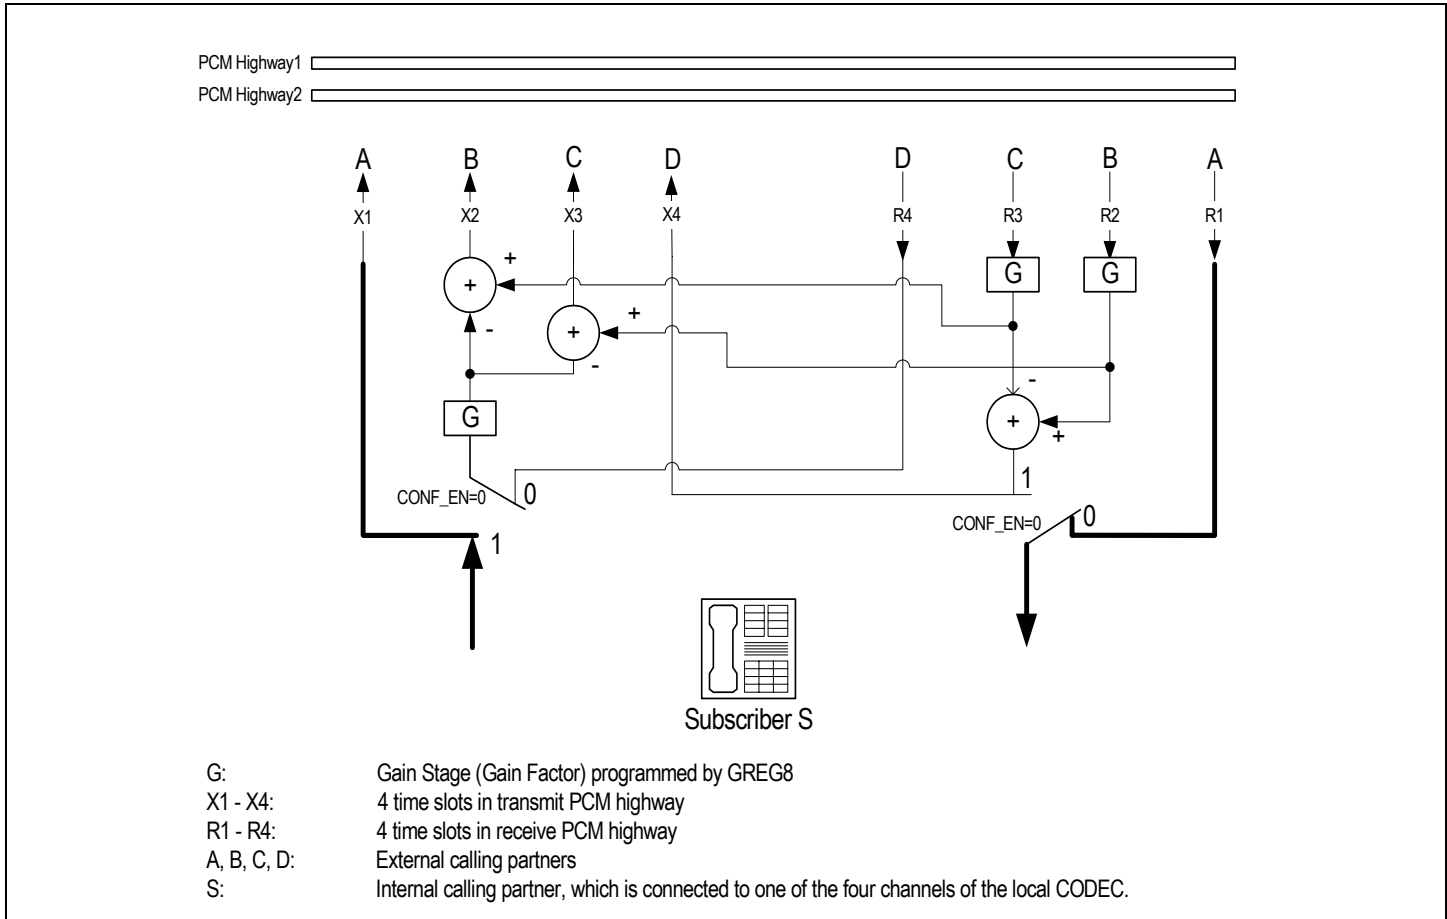 PCM Highway1
PCM Highway2
A B C D D C B A
X1 X2 X3 X4 R4 R3 R2 R1
+ G G
+ +
- +
+ -
-
G + +
CONF_EN=0 0 1
CONF_EN=0 0
1
Subscriber S
G: Gain Stage (Gain Factor) programmed by GREG8
X1 - X4: 4 time slots in transmit PCM highway
R1 - R4: 4 time slots in receive PCM highway
A, B, C, D: External calling partners
S: Internal calling partner, which is connected to one of the four channels of the local CODEC.